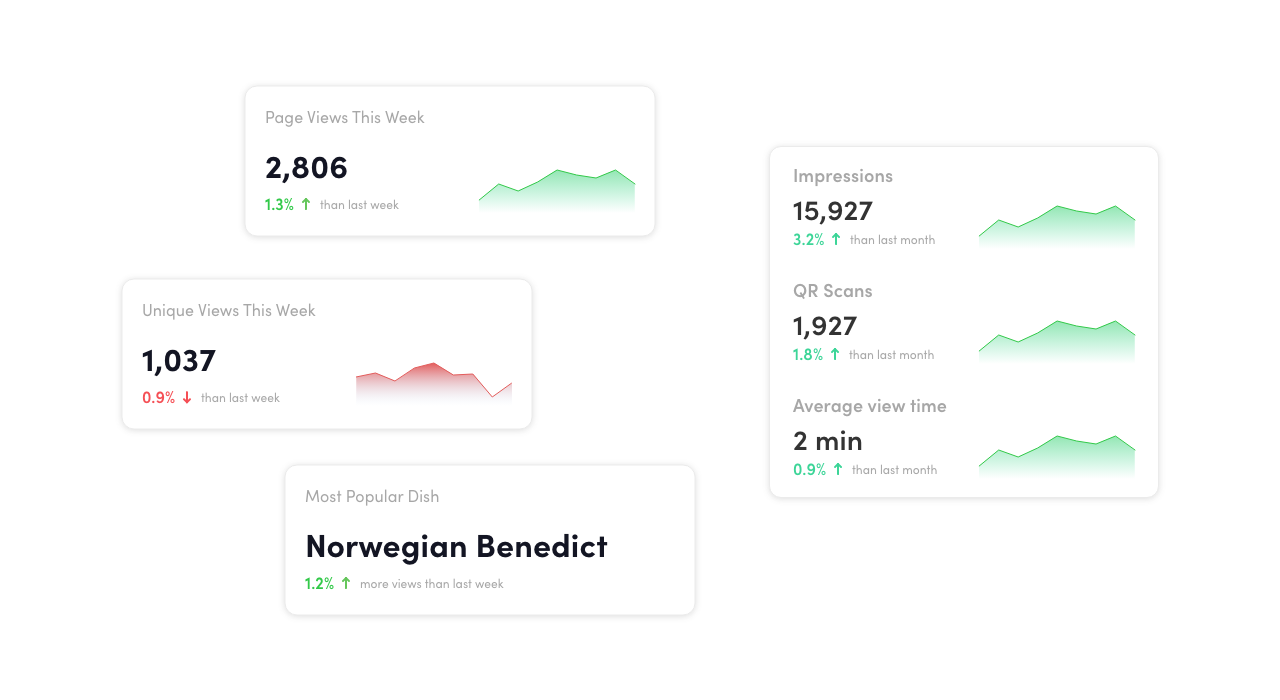 Page Views This Week
2,806
1.3% ↑ than last week
Unique Views This Week
1,037
0.9% ↓ than last week
Most Popular Dish
Norwegian Benedict
1.2% ↑ more views than last week
Impressions
15,927
3.2% ↑ than last month
QR Scans
1,927
1.8% ↑ than last month
Average view time
2 min
0.9% ↑ than last month